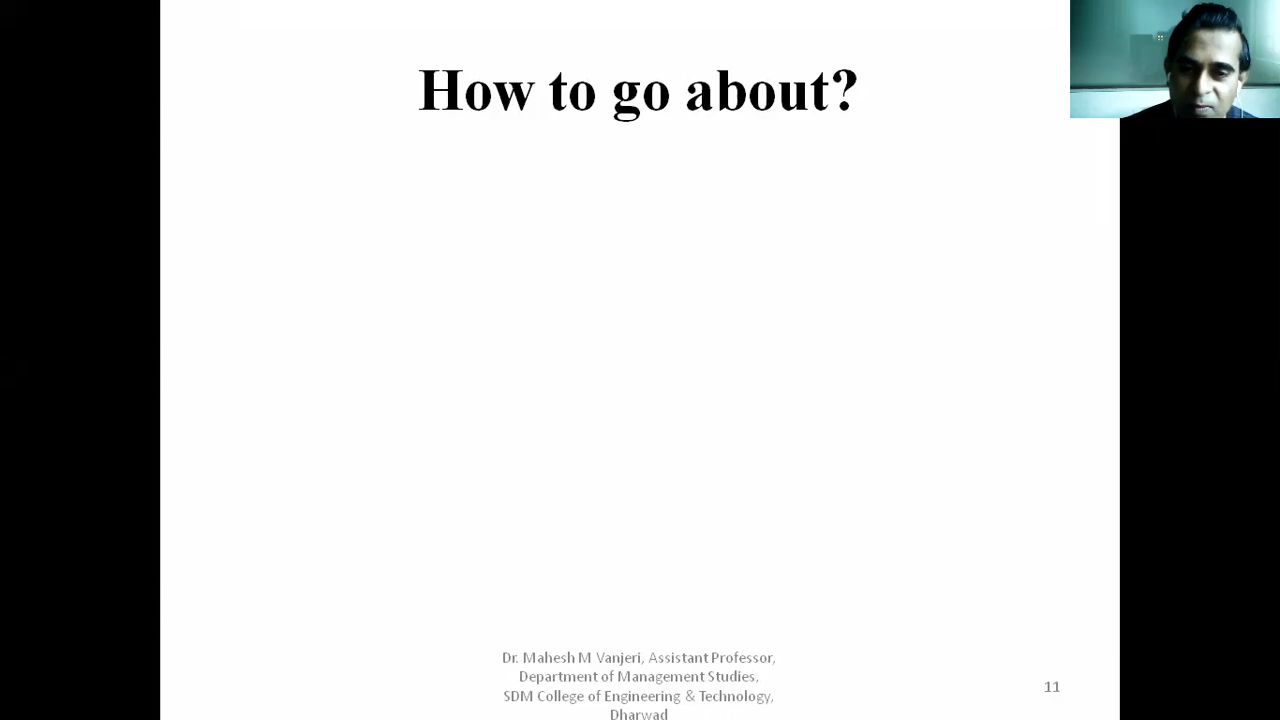 How to go about?
Dr. Mahesh M Vanjeri, Assistant Professor,
Department of Management Studies,
SDM College of Engineering & Technology,
Dharwad
11